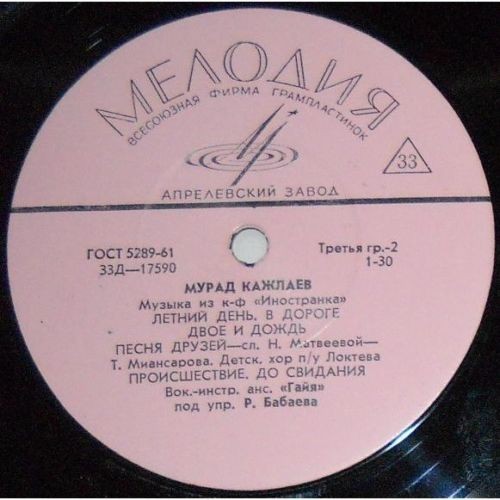 МЕЛОДИЯ
ВСЕСОЮЗНАЯ ФИРМА ГРАМПЛАСТИНОК
33
АПРЕЛЕВСКИЙ ЗАВОД
ГОСТ 5289-61 Третья гр.-2
33Д—17590 1-30
МУРАД КАЖЛАЕВ
Музыка из к-ф «Иностранка»
ЛЕТНИЙ ДЕНЬ, В ДОРОГЕ
ДВОЕ И ДОЖДЬ
ПЕСНЯ ДРУЗЕЙ—сл. Н. Матвеевой—
Т. Миансарова, Детск. хор п/у Локтева
ПРОИСШЕСТВИЕ, ДО СВИДАНИЯ
Вок.-инстр. анс. «Гайя»
под упр. Р. Бабаева